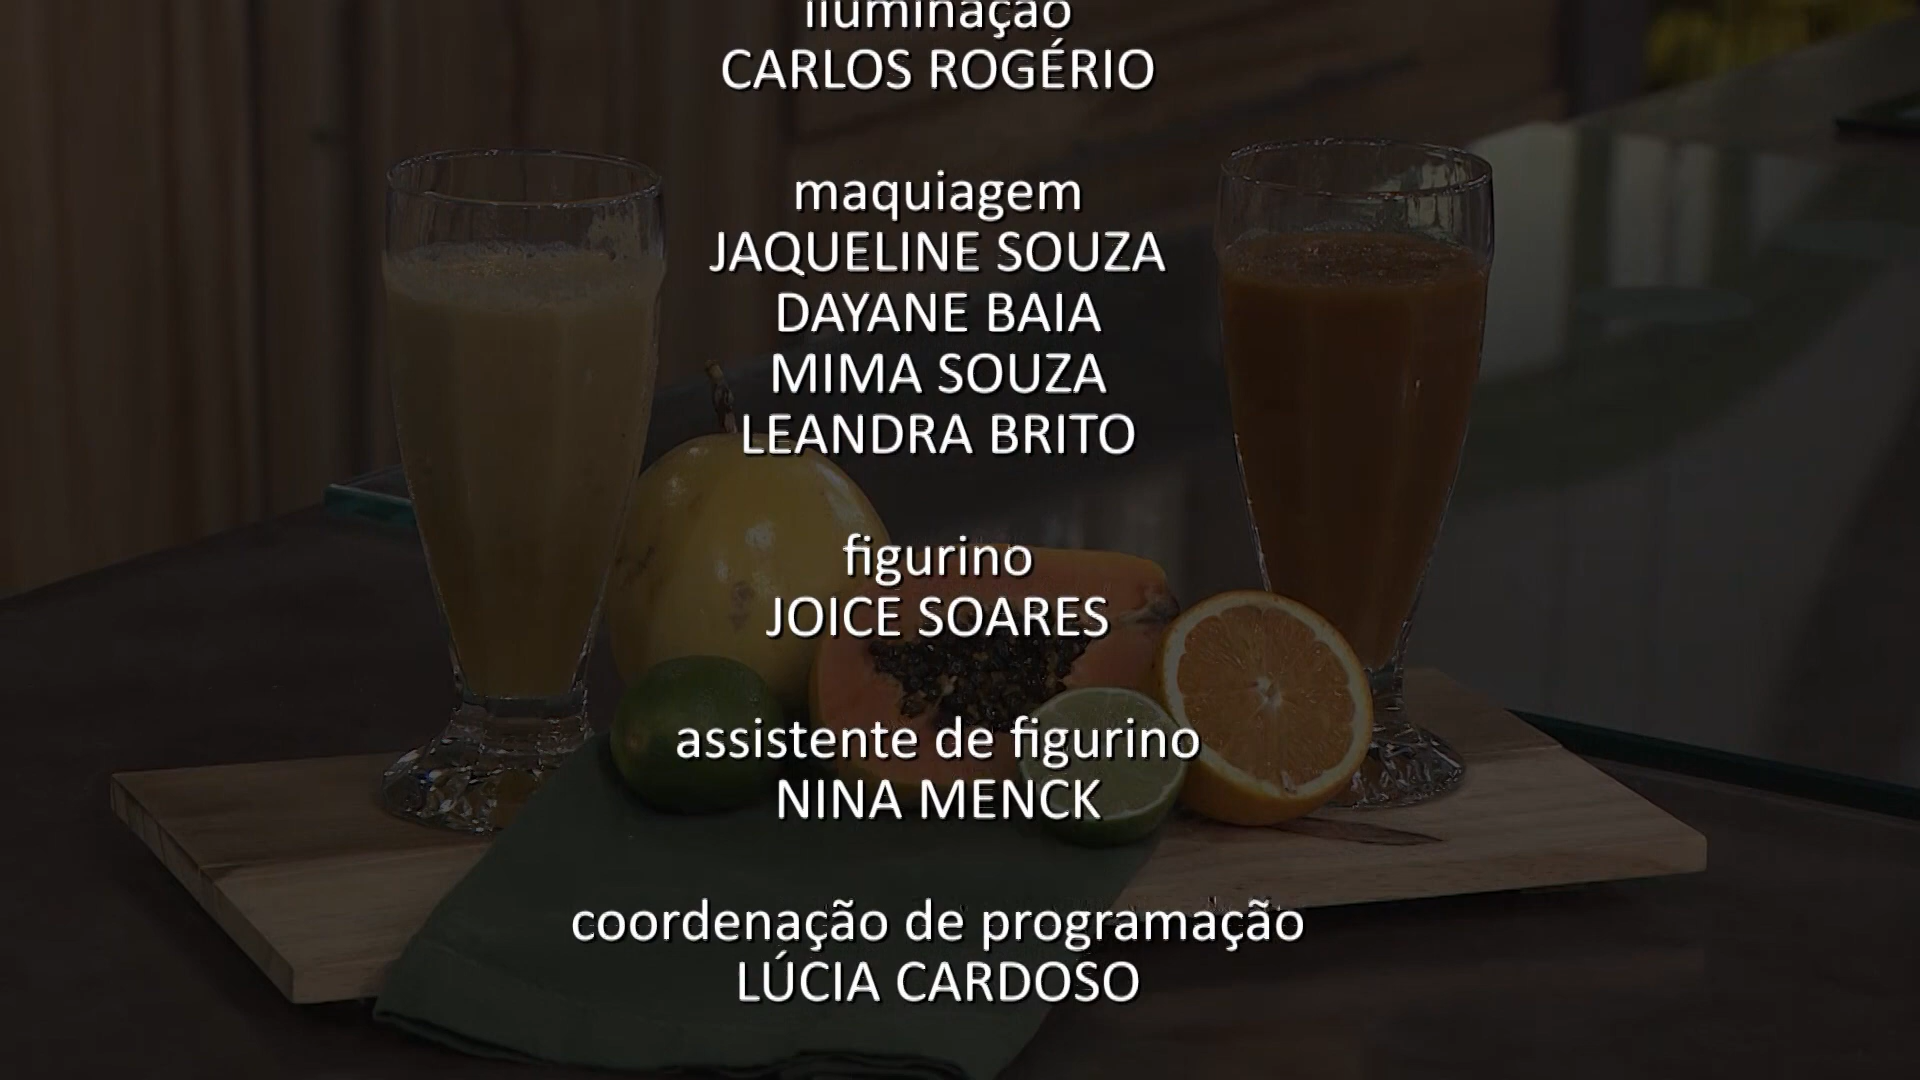 iluminação
CARLOS ROGÉRIO
maquiagem
JAQUELINE SOUZA
DAYANE BAIA
MIMA SOUZA
LEANDRA BRITO
figurino
JOICE SOARES
assistente de figurino
NINA MENCK
coordenação de programação
LÚCIA CARDOSO